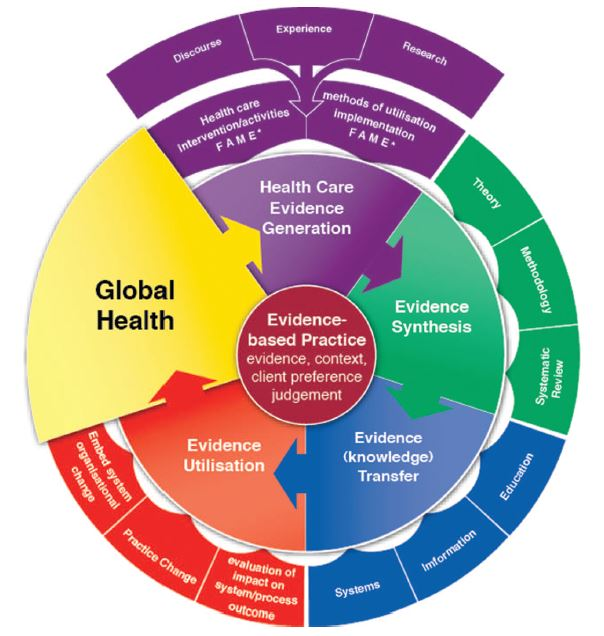 Discourse
Experience
Research
Health care
intervention/activities
F A M E*
methods of utilisation
implementation
F A M E*
Health Care
Evidence
Generation
Global
Health
Evidence-
based Practice
evidence, context,
client preference
judgement
Evidence
Synthesis
Theory
Methodology
Systematic
Review
Evidence
(knowledge)
Transfer
Education
Imformation
Systems
Evidence
Utilisation
evaluation of
impact on
system/process
outcome
Practice Change
Embed system
organisational
change